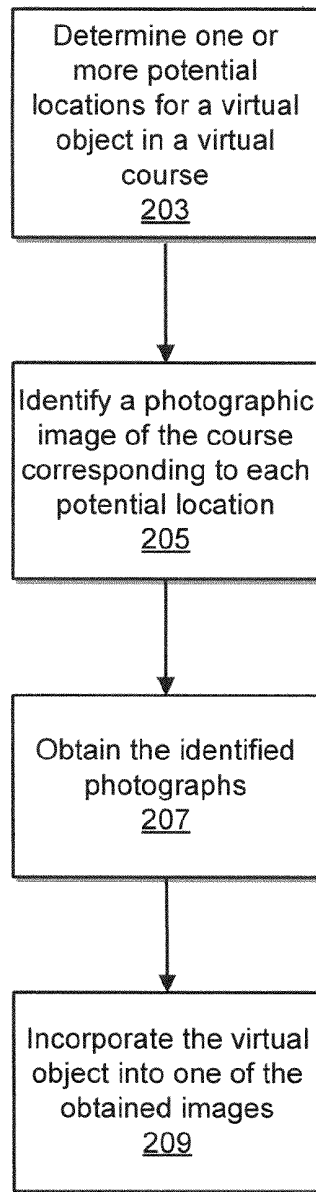 Determine one or
more potential
locations for a virtual
object in a virtual
course
203
Identify a photographic
image of the course
corresponding to each
potential location
205
Obtain the identified
photographs
207
Incorporate the virtual
object into one of the
obtained images
209